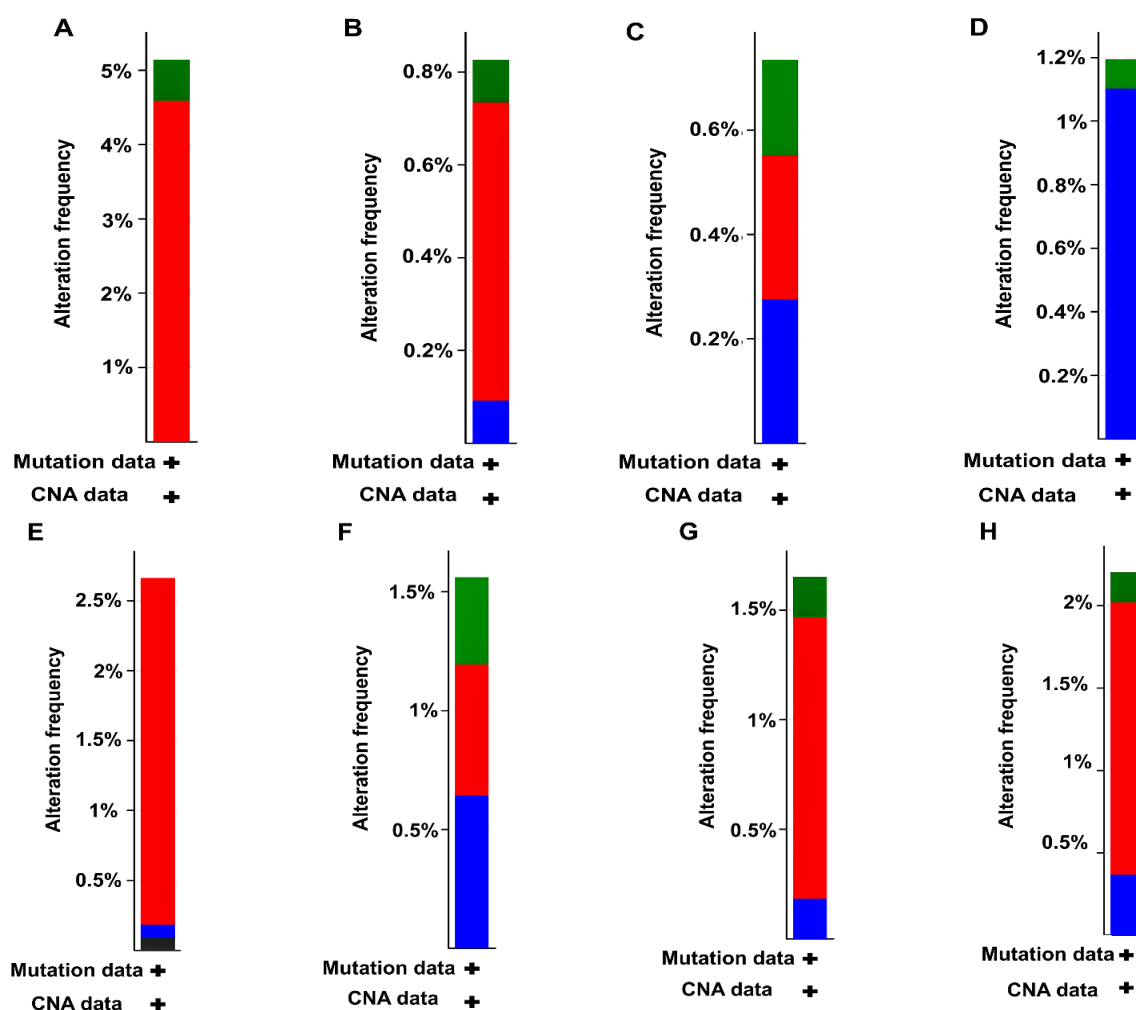 A
5%
4%
3%
2%
1%
Alteration frequency
Mutation data +
CNA data +
B
0.8%
0.6%
0.4%
0.2%
Alteration frequency
Mutation data +
CNA data +
C
0.6%
0.4%
0.2%
Alteration frequency
Mutation data +
CNA data +
D
1.2%
1%
0.8%
0.6%
0.4%
0.2%
Alteration frequency
Mutation data +
CNA data +
E
2.5%
2%
1.5%
1%
0.5%
Alteration frequency
Mutation data +
CNA data +
F
1.5%
1%
0.5%
Alteration frequency
Mutation data +
CNA data +
G
1.5%
1%
0.5%
Alteration frequency
Mutation data +
CNA data +
H
2%
1.5%
1%
0.5%
Alteration frequency
Mutation data +
CNA data +